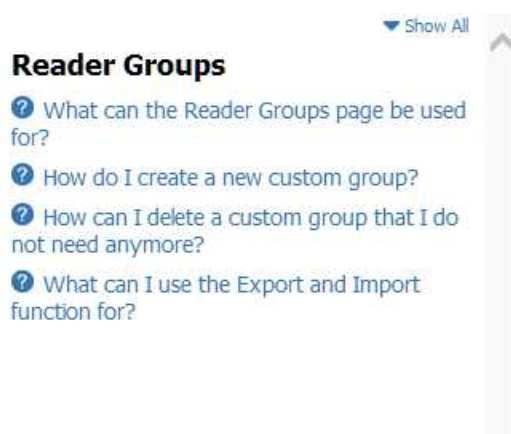 Show All
Reader Groups
What can the Reader Groups page be used
for?
How do I create a new custom group?
How can I delete a custom group that I do
not need anymore?
What can I use the Export and Import
function for?